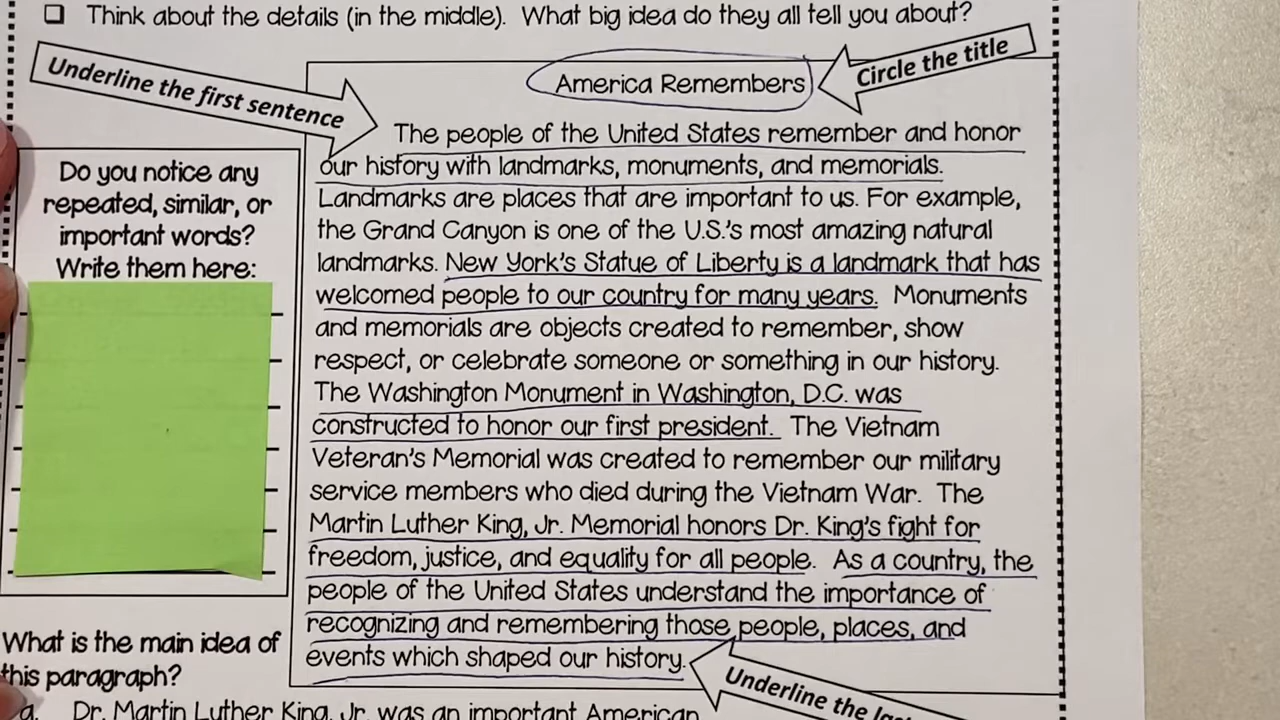 Think about the details (in the middle). What big idea do they all tell you about?
Underline the first sentence
Circle the title
America Remembers
The people of the United States remember and honor
our history with landmarks, monuments, and memorials.
Landmarks are places that are important to us. For example,
the Grand Canyon is one of the U.S.'s most amazing natural
landmarks. New York's Statue of Liberty is a landmark that has
welcomed people to our country for many years. Monuments
and memorials are objects created to remember, show
respect, or celebrate someone or something in our history.
The Washington Monument in Washington, D.C. was
constructed to honor our first president. The Vietnam
Veteran's Memorial was created to remember our military
service members who died during the Vietnam War. The
Martin Luther King, Jr. Memorial honors Dr. King's fight for
freedom, justice, and equality for all people. As a country, the
people of the United States understand the importance of
recognizing and remembering those people, places, and
events which shaped our history.
Underline the
Do you notice any
repeated, similar, or
important words?
Write them here:
What is the main idea of
this paragraph?
a. Dr. Martin Luther King, Jr. was an important American